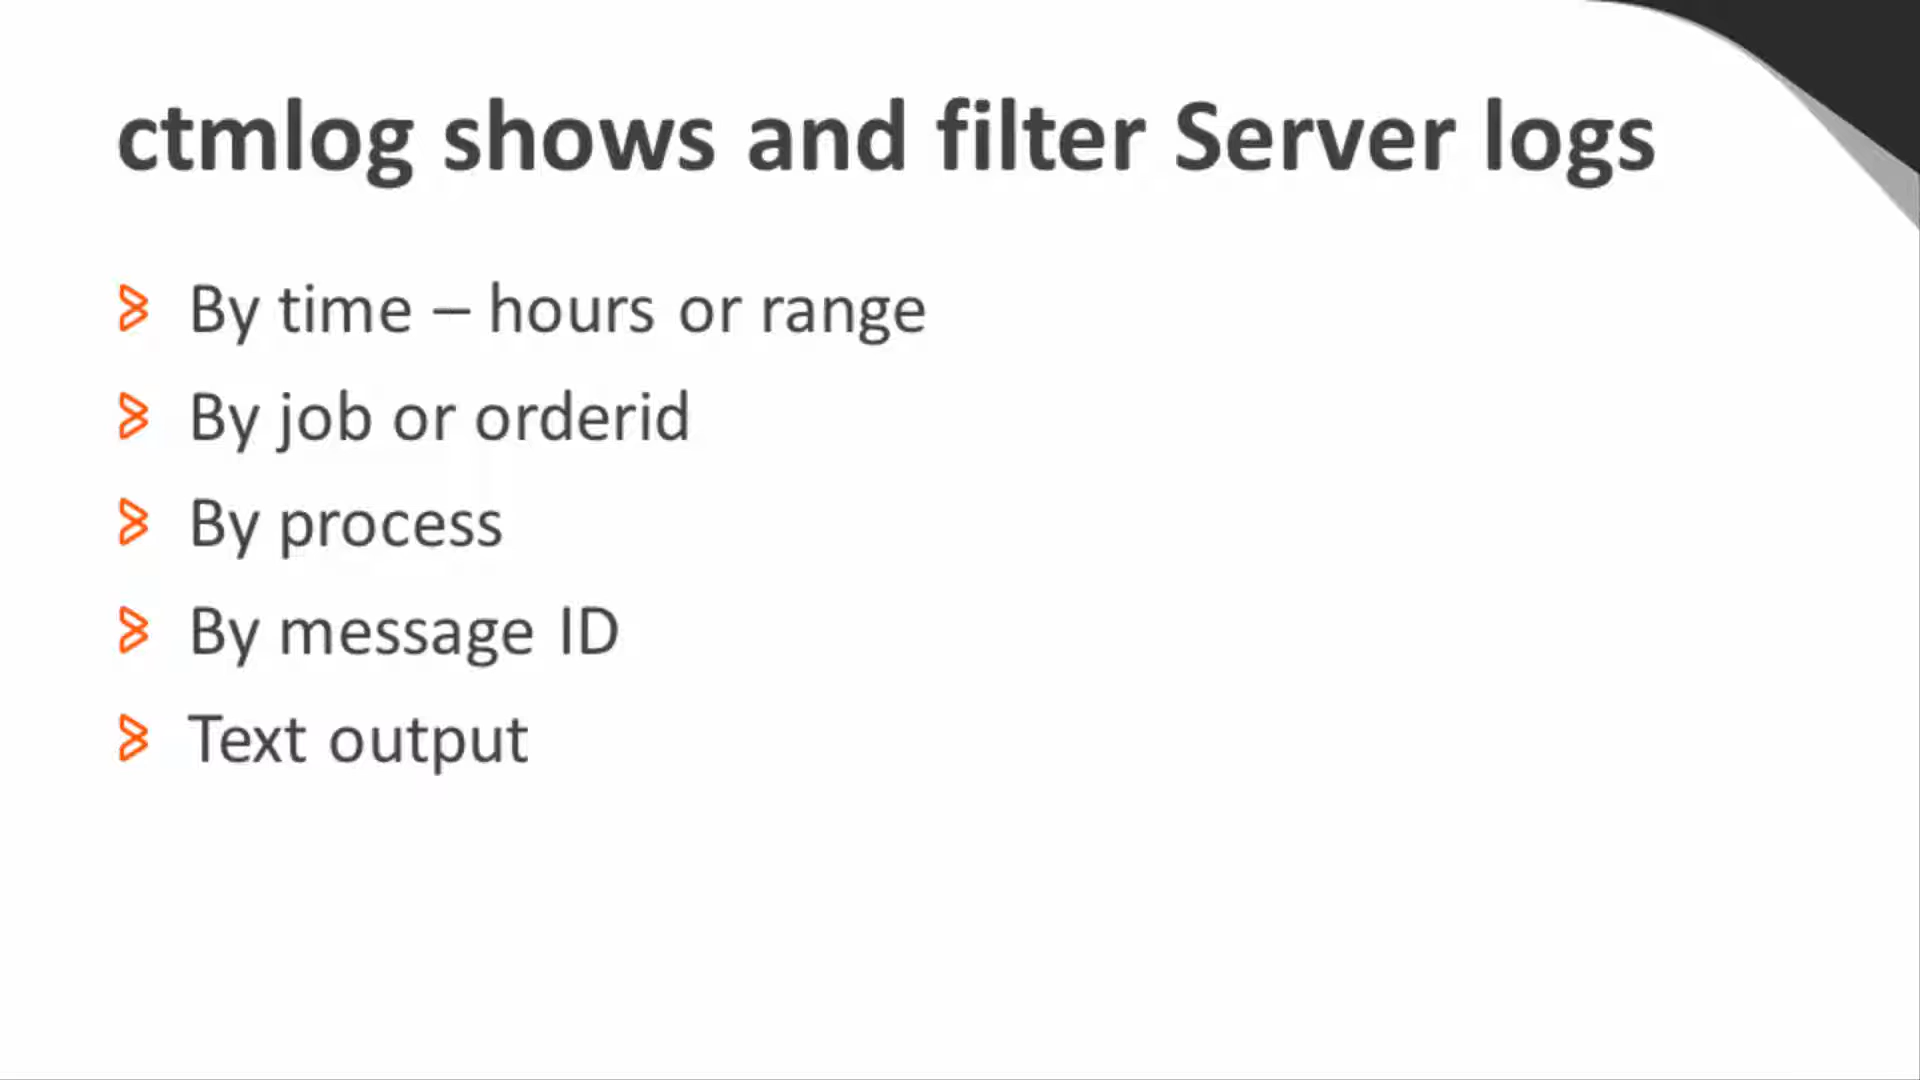 ctmlog shows and filter Server logs
By time – hours or range
By job or orderid
By process
By message ID
Text output